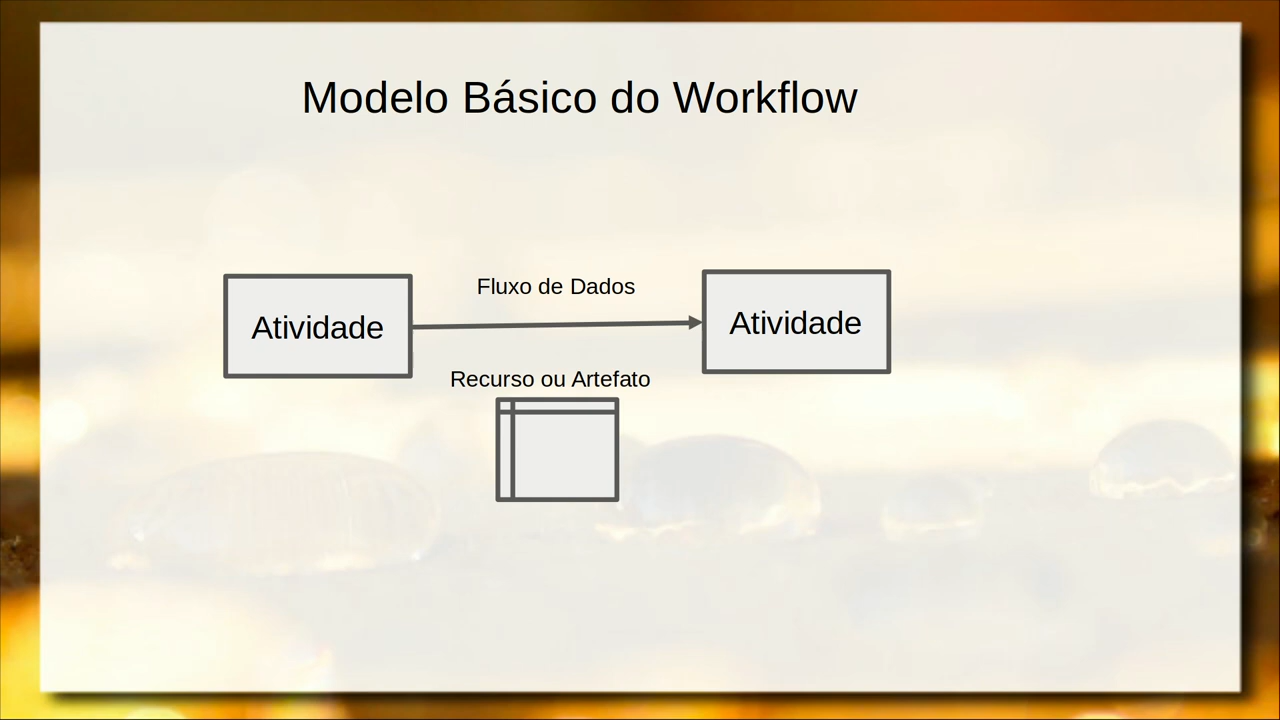 Modelo Básico do Workflow
Fluxo de Dados
Atividade
Atividade
Recurso ou Artefato